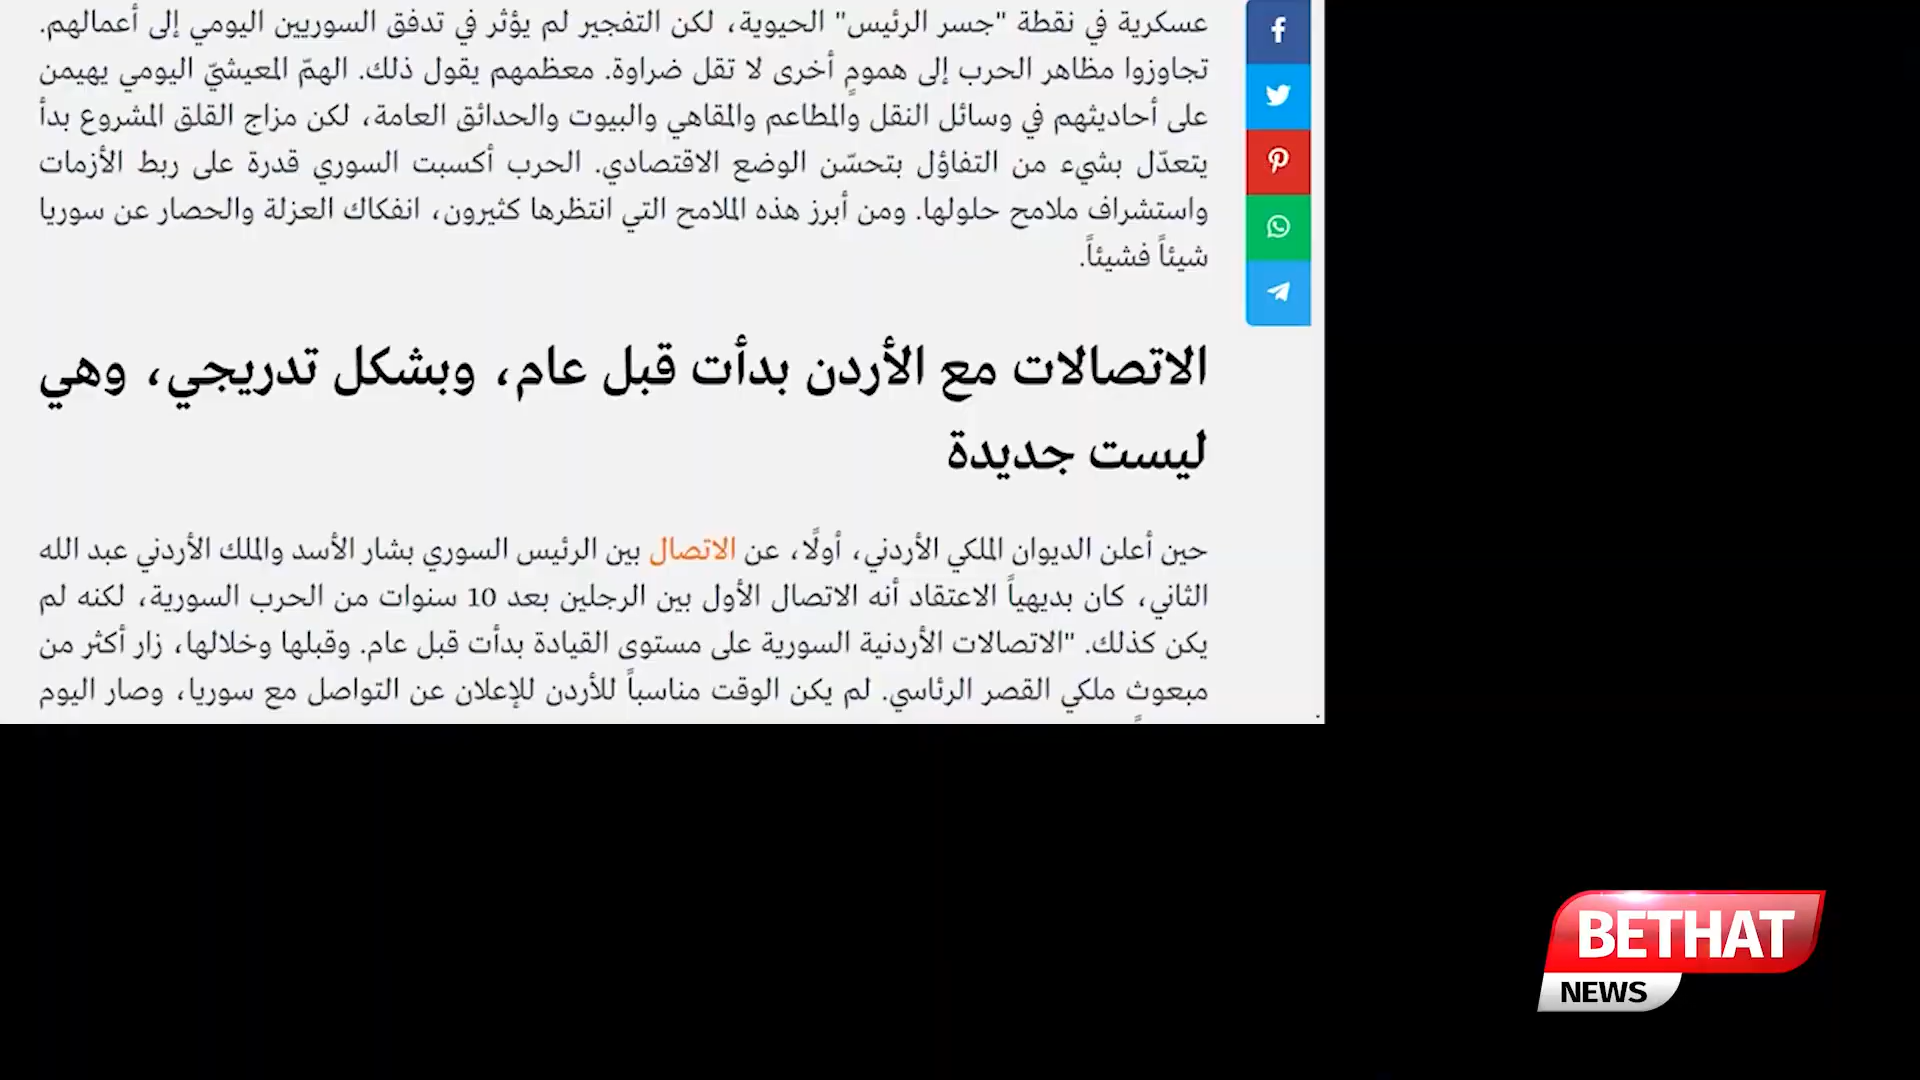 عسكرية في نقطة "جسر الرئيس" الحيوية، لكن التفجير لم يؤثر في تدفق السوريين اليومي إلى أعمالهم.
تجاوزوا مظاهر الحرب إلى همومٍ أخرى لا تقل ضراوة. معظمهم يقول ذلك. الهمّ المعيشيّ اليومي يهيمن
على أحاديثهم في وسائل النقل والمطاعم والمقاهي والبيوت والحدائق العامة، لكن مزاج القلق المشروع بدأ
يتعدّل بشيء من التفاؤل بتحسّن الوضع الاقتصادي. الحرب أكسبت السوري قدرة على ربط الأزمات
واستشراف ملامح حلولها. ومن أبرز هذه الملامح التي انتظرها كثيرون، انفكاك العزلة والحصار عن سوريا
شيئاً فشيئاً.
الاتصالات مع الأردن بدأت قبل عام، وبشكل تدريجي، وهي
ليست جديدة
حين أعلن الديوان الملكي الأردني، أولًا، عن الاتصال بين الرئيس السوري بشار الأسد والملك الأردني عبد الله
الثاني، كان بديهياً الاعتقاد أنه الاتصال الأول بين الرجلين بعد 10 سنوات من الحرب السورية، لكنه لم
يكن كذلك. "الاتصالات الأردنية السورية على مستوى القيادة بدأت قبل عام. وقبلها وخلالها، زار أكثر من
مبعوث ملكي القصر الرئاسي. لم يكن الوقت مناسباً للأردن للإعلان عن التواصل مع سوريا، وصار اليوم
BETHAT
NEWS